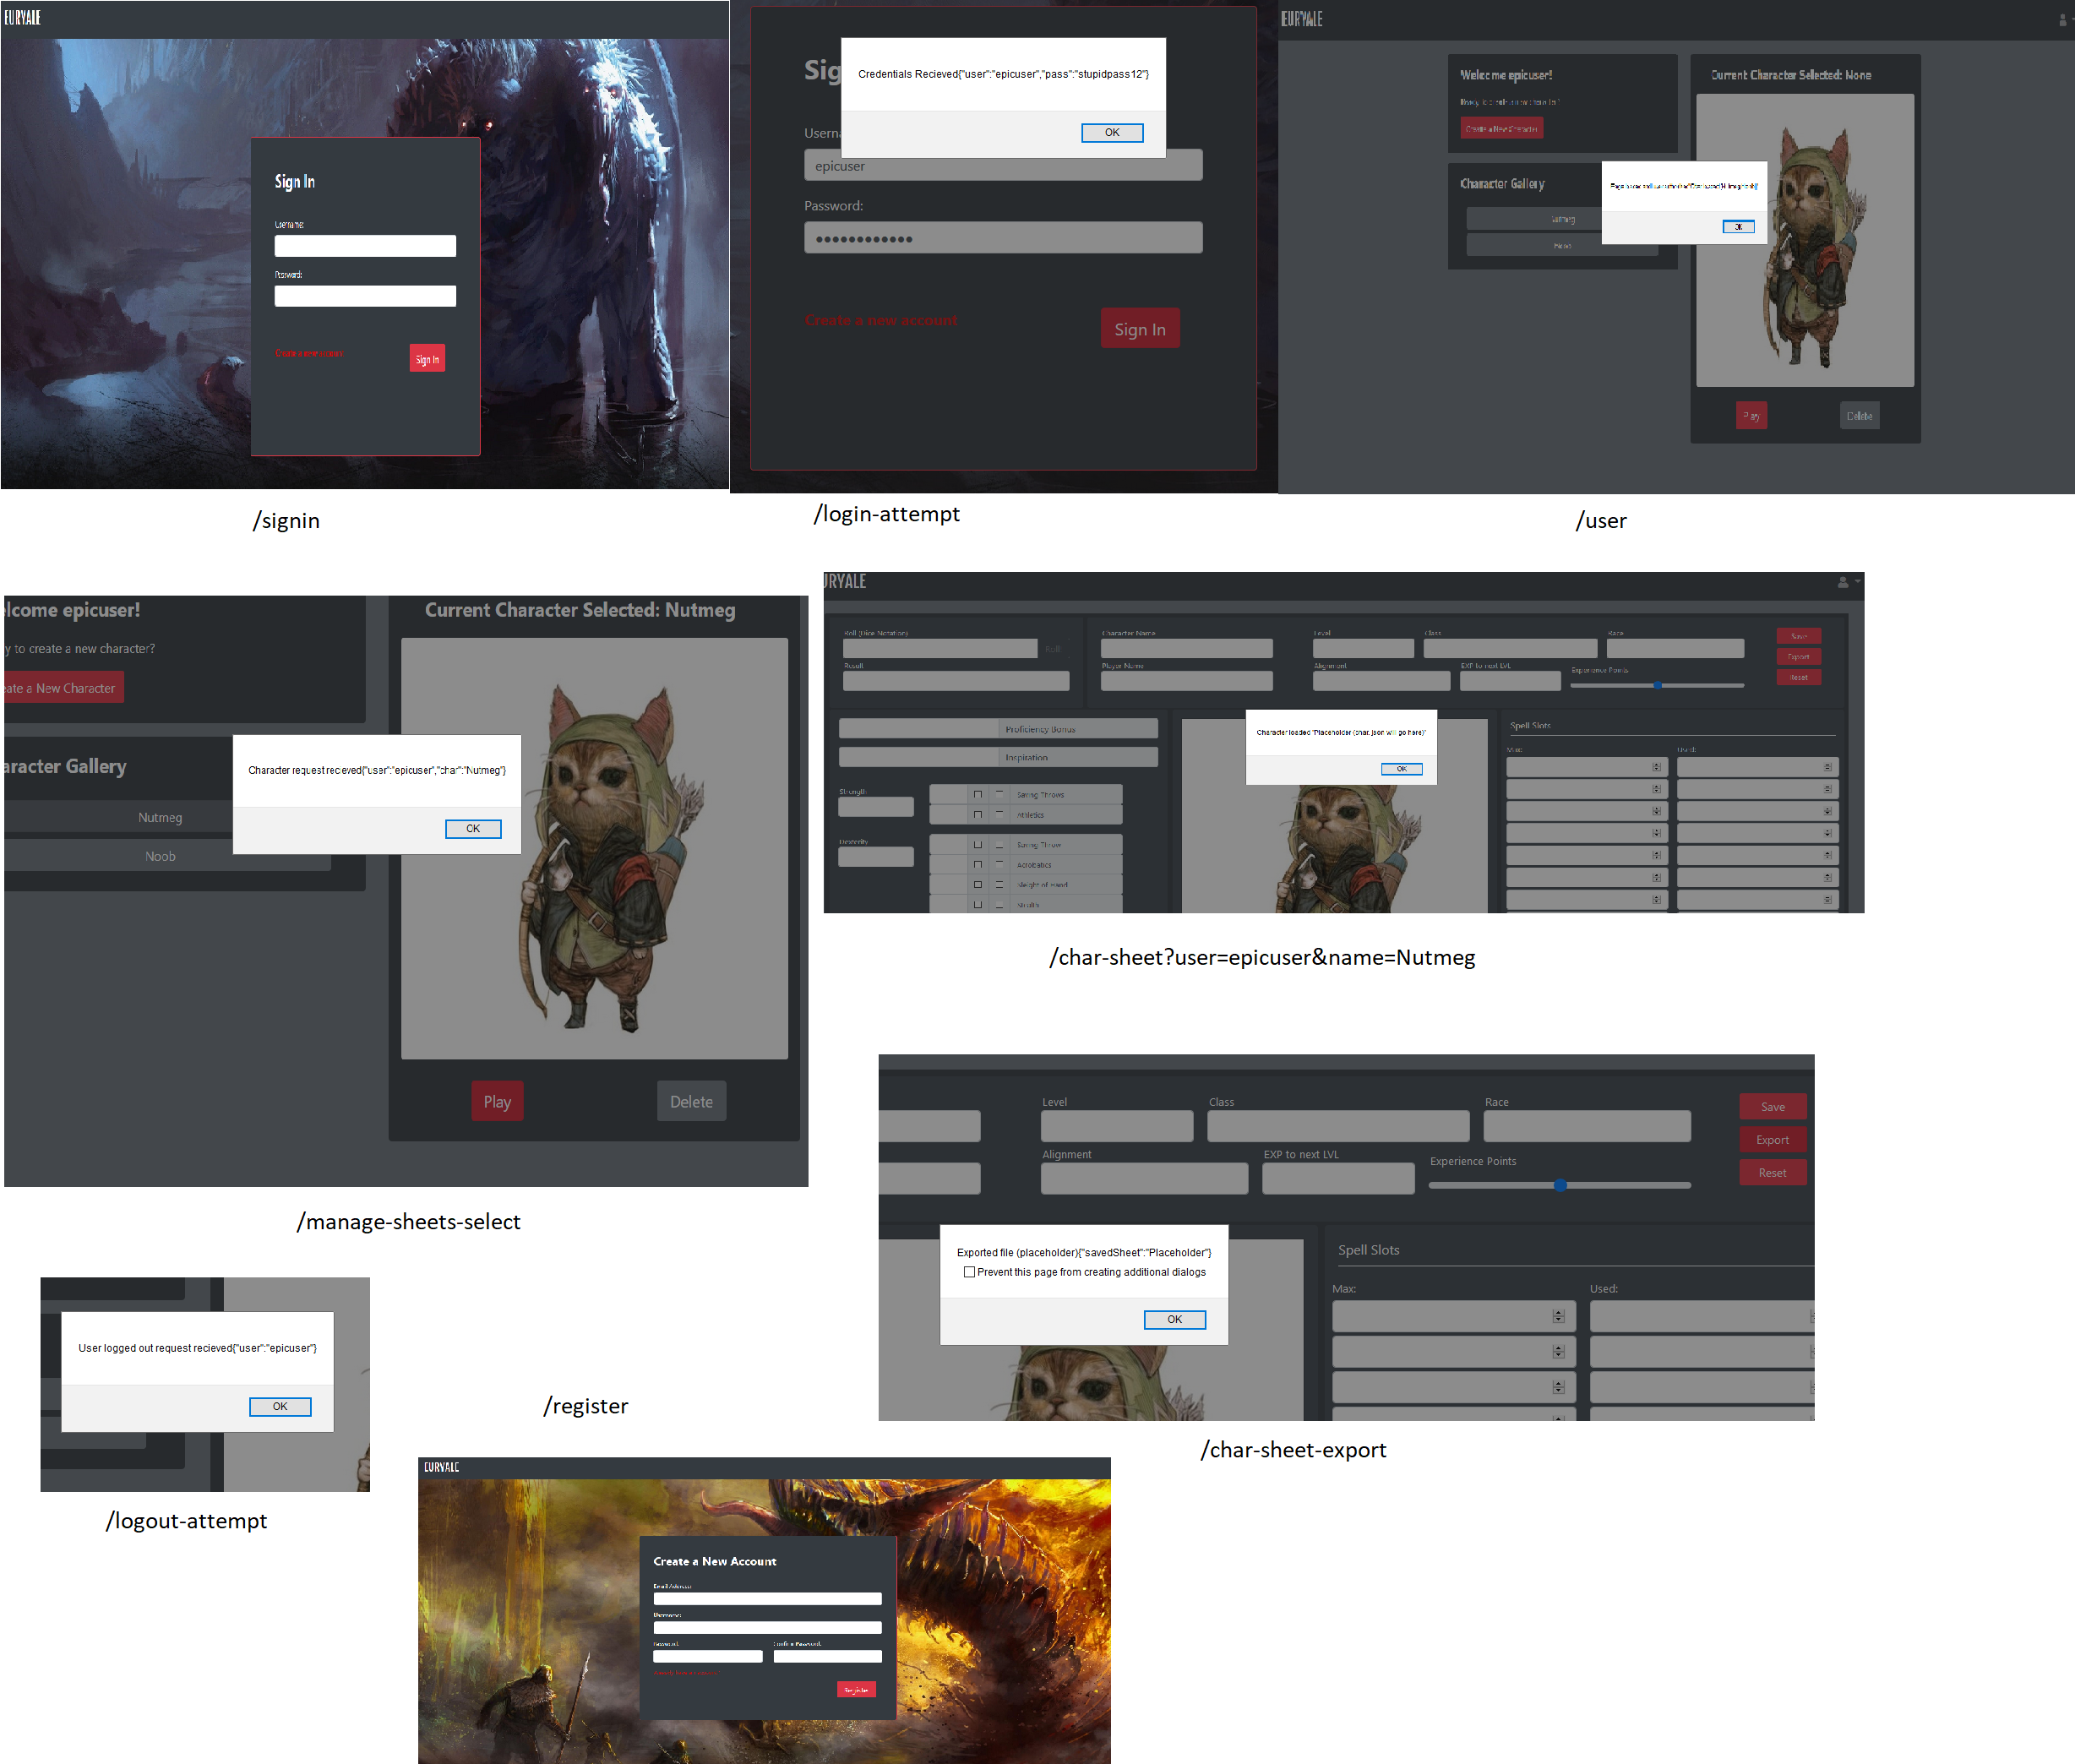 EURYALE
Sign In
Username:
Password:
Create a new account
Sign In
/signin
Sig
Credentials Recieved{"user":"epicuser","pass":"stupidpass12"}
OK
Userna
epicuser
Password:
Create a new account
Sign In
/login-attempt
EURYALE
Welcome epicuser!
Ready to create a new character?
Create a New Character
Character Gallery
Nutmeg
Noob
Current Character Selected: None
OK
Play
Delete
/user
lcome epicuser!
y to create a new character?
eate a New Character
aracter Gallery
Nutmeg
Noob
Character request recieved{"user":"epicuser","char":"Nutmeg"}
OK
Current Character Selected: Nutmeg
Play
Delete
/manage-sheets-select
URYALE
Roll (Dice Notation)
Roll
Result
Character Name
Player Name
Level
Class
Race
Alignment
EXP to next LVL
Experience Points
Save
Export
Reset
Proficiency Bonus
Inspiration
Strength
Saving Throws
Athletics
Dexterity
Saving Throw
Acrobatics
Sleight of Hand
Stealth
Character loaded "Placeholder (char. json will go here)"
OK
Spell Slots
Max:
Used:
/char-sheet?user=epicuser&name=Nutmeg
Level
Class
Race
Alignment
EXP to next LVL
Experience Points
Save
Export
Reset
Exported file (placeholder){"savedSheet":"Placeholder"}
Prevent this page from creating additional dialogs
OK
Spell Slots
Max:
Used:
/char-sheet-export
User logged out request recieved{"user":"epicuser"}
OK
/logout-attempt
/register
EURYALE
Create a New Account
Email Address:
Username:
Password:
Confirm Password:
Register